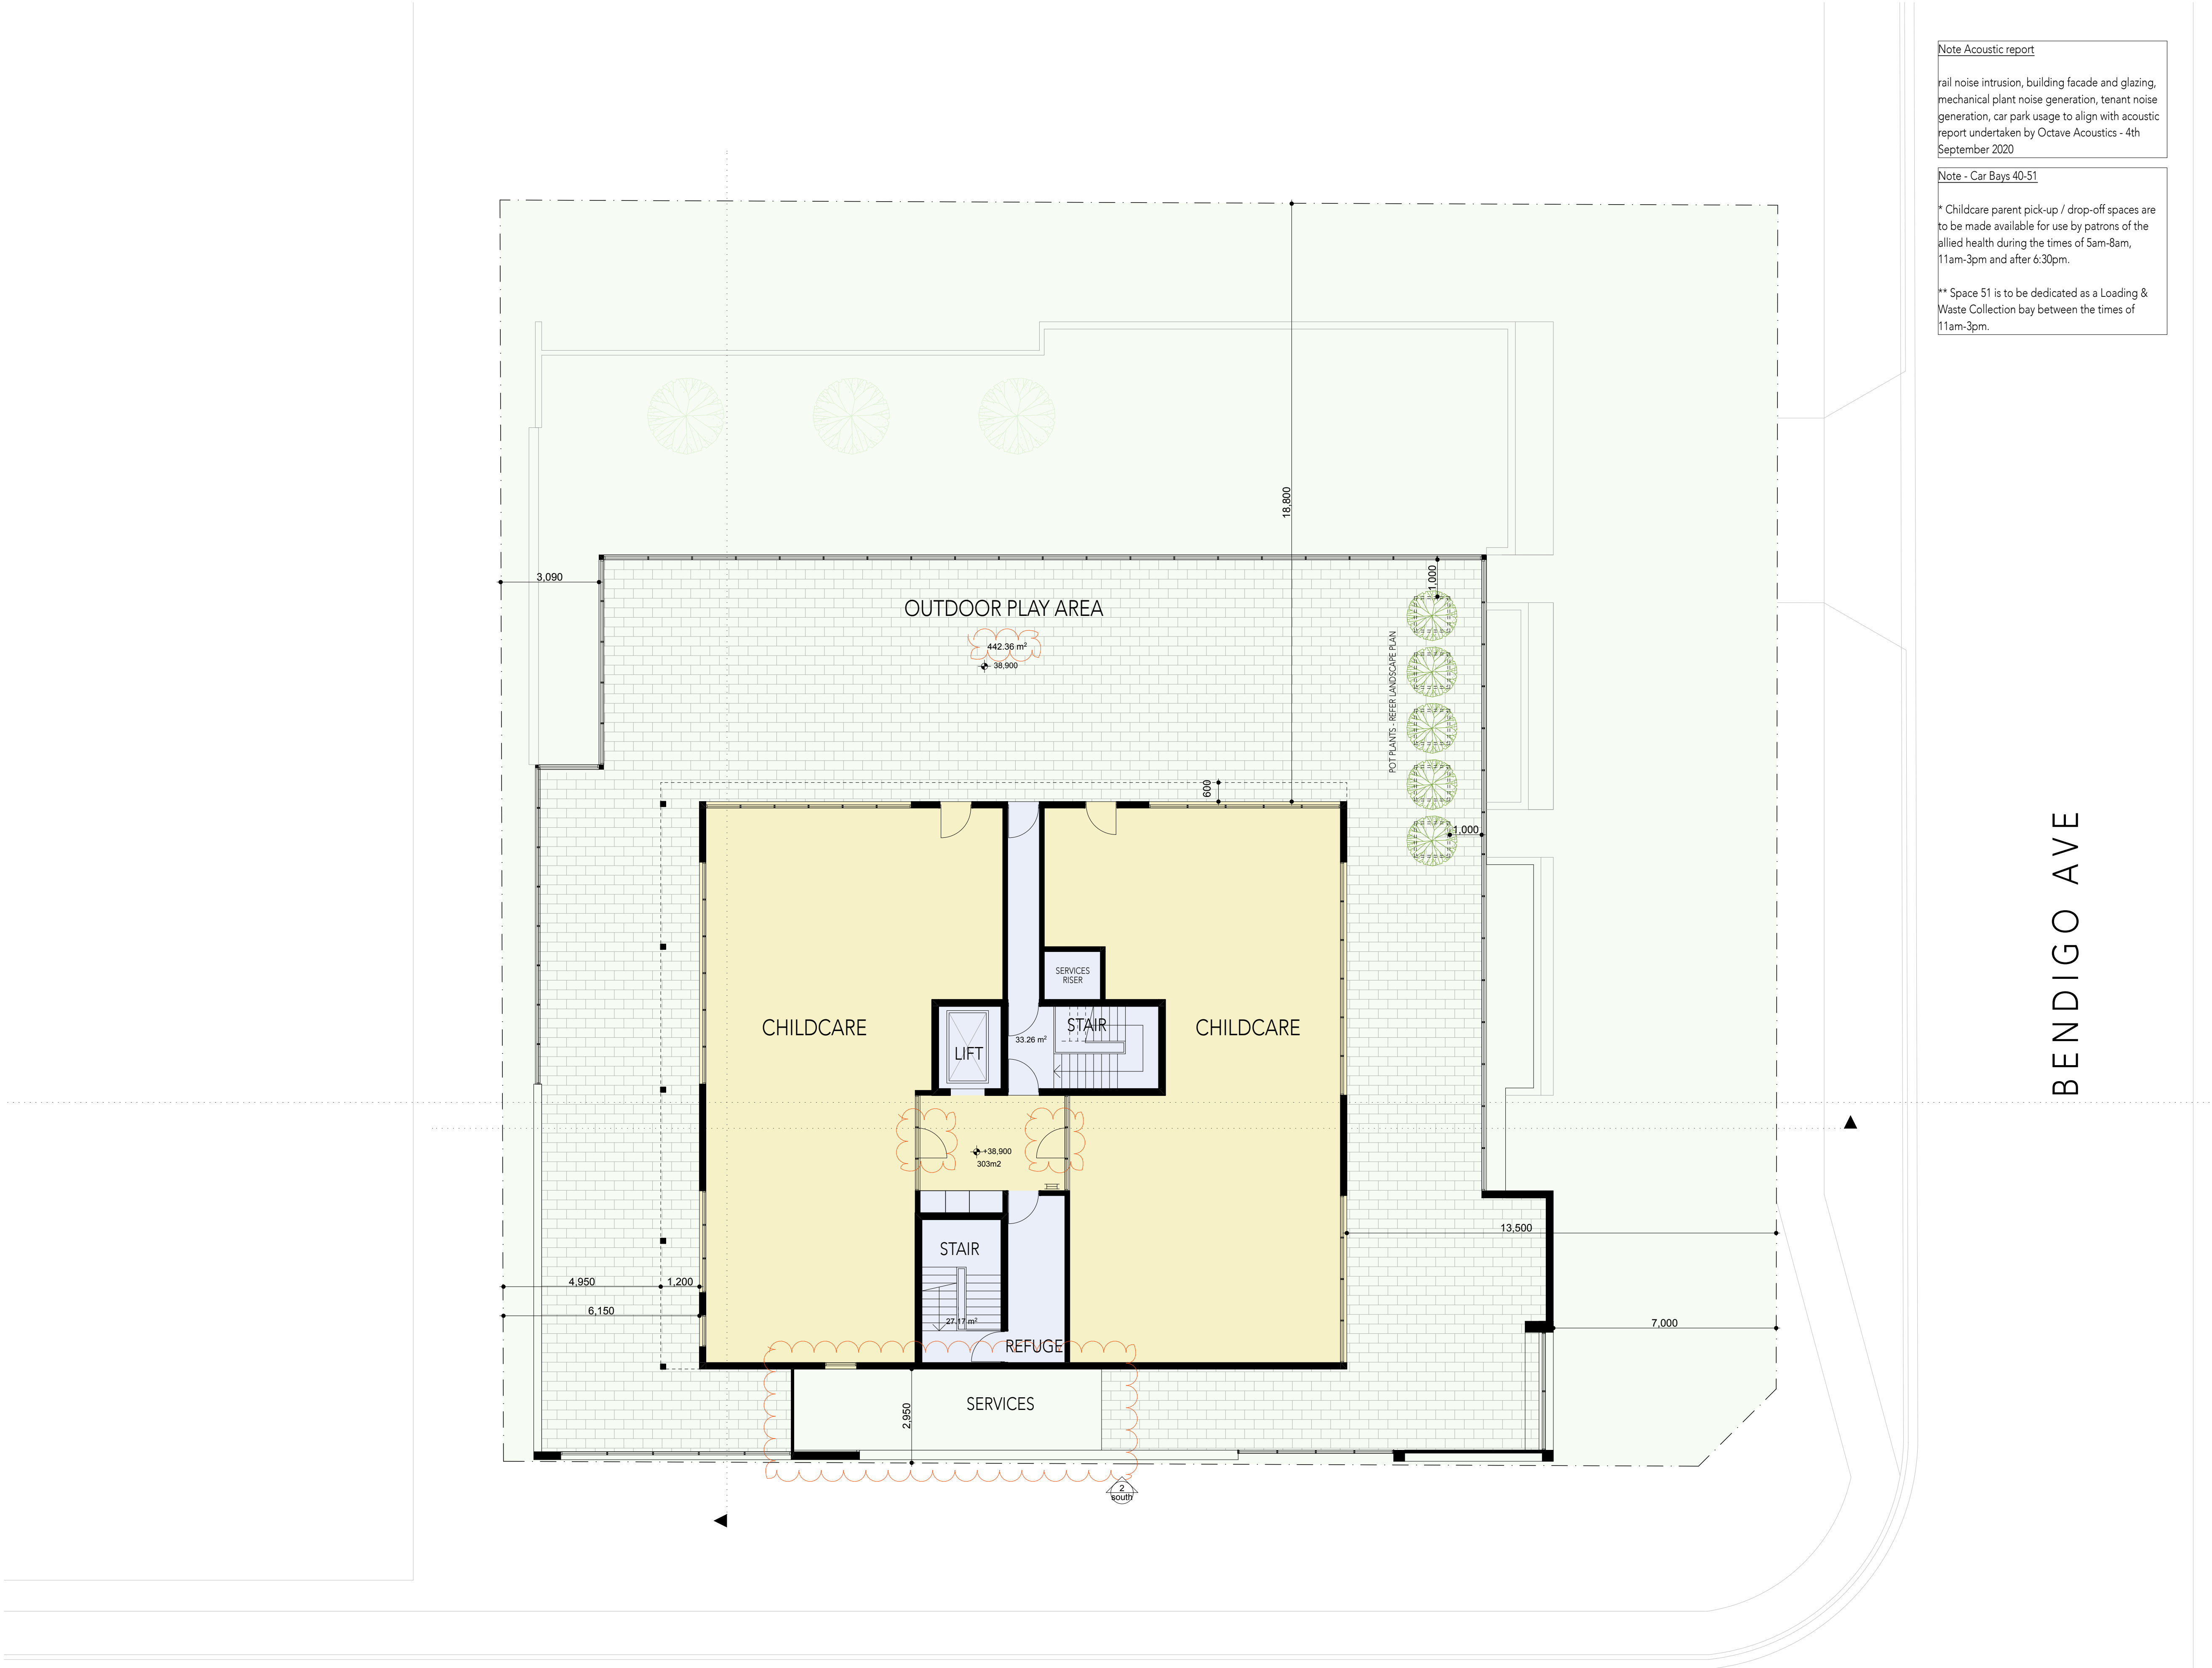 Note Acoustic report
rail noise intrusion, building facade and glazing,
mechanical plant noise generation, tenant noise
generation, car park usage to align with acoustic
report undertaken by Octave Acoustics - 4th
September 2020
Note - Car Bays 40-51
* Childcare parent pick-up / drop-off spaces are
to be made available for use by patrons of the
allied health during the times of 5am-8am,
11am-3pm and after 6:30pm.
** Space 51 is to be dedicated as a Loading &
Waste Collection bay between the times of
11am-3pm.
18,800
3,090
1,000
OUTDOOR PLAY AREA
442.36 m²
38,900
POT PLANTS - REFER LANDSCAPE PLAN
600
1,000
BENDIGO AVE
SERVICES
RISER
CHILDCARE
STAIR
CHILDCARE
33.26 m²
LIFT
+38,900
303m2
13,500
STAIR
4,950
1,200
6,150
27.17 m²
7,000
REFUGE
SERVICES
2,950
2
south